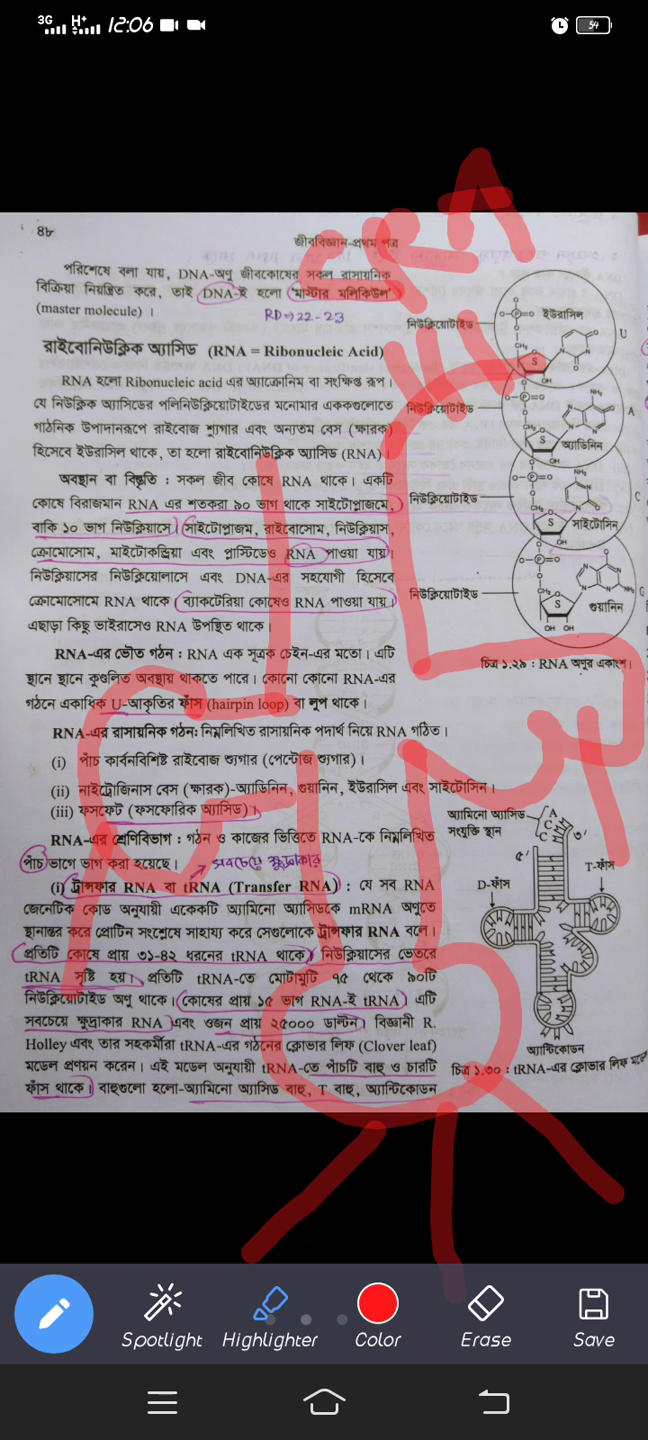 3G H+ 12:06 54
৪৮
জীববিজ্ঞান-প্রথম পত্র
পরিশেষে বলা যায়, DNA-অণু জীবকোষের সকল রাসায়নিক
বিক্রিয়া নিয়ন্ত্রিত করে, তাই DNA-ই হলো 'মাস্টার মলিকিউল'
(master molecule) ।
RD⇒22-23
রাইবোনিউক্লিক অ্যাসিড (RNA = Ribonucleic Acid)
RNA হলো Ribonucleic acid এর অ্যাক্রোনিম বা সংক্ষিপ্ত রূপ।
যে নিউক্লিক অ্যাসিডের পলিনিউক্লিয়োটাইডের মনোমার এককগুলোতে
গাঠনিক উপাদানরূপে রাইবোজ শ্যুগার এবং অন্যতম বেস (ক্ষারক)
হিসেবে ইউরাসিল থাকে, তা হলো রাইবোনিউক্লিক অ্যাসিড (RNA)।
অবস্থান বা বিস্তৃতি : সকল জীব কোষে RNA থাকে। একটি
কোষে বিরাজমান RNA এর শতকরা ৯০ ভাগ থাকে সাইটোপ্লাজমে,
বাকি ১০ ভাগ নিউক্লিয়াসে। সাইটোপ্লাজম, রাইবোসোম, নিউক্লিয়াস,
ক্রোমোসোম, মাইটোকন্ড্রিয়া এবং প্লাস্টিডেও RNA পাওয়া যায়।
নিউক্লিয়াসের নিউক্লিয়োলাসে এবং DNA-এর সহযোগী হিসেবে
ক্রোমোসোমে RNA থাকে। ব্যাকটেরিয়া কোষেও RNA পাওয়া যায়।
এছাড়া কিছু ভাইরাসেও RNA উপস্থিত থাকে।
RNA-এর ভৌত গঠন : RNA এক সূত্রক চেইন-এর মতো। এটি
স্থানে স্থানে কুণ্ডলিত অবস্থায় থাকতে পারে। কোনো কোনো RNA-এর
গঠনে একাধিক U-আকৃতির ফাঁস (hairpin loop) বা লুপ থাকে।
নিউক্লিয়োটাইড
ইউরাসিল
U
নিউক্লিয়োটাইড
অ্যাডিনিন
A
নিউক্লিয়োটাইড
সাইটোসিন
C
নিউক্লিয়োটাইড
গুয়ানিন
G
চিত্র ১.২৯ : RNA অণুর একাংশ।
RNA-এর রাসায়নিক গঠন: নিম্নলিখিত রাসায়নিক পদার্থ নিয়ে RNA গঠিত।
(i) পাঁচ কার্বনবিশিষ্ট রাইবোজ শ্যুগার (পেন্টোজ শ্যুগার)।
(ii) নাইট্রোজিনাস বেস (ক্ষারক)-অ্যাডিনিন, গুয়ানিন, ইউরাসিল এবং সাইটোসিন।
(iii) ফসফেট (ফসফোরিক অ্যাসিড)।
RNA-এর শ্রেণিবিভাগ : গঠন ও কাজের ভিত্তিতে RNA-কে নিম্নলিখিত
পাঁচ ভাগে ভাগ করা হয়েছে।
সবচেয়ে ক্ষুদ্রাকার
(i) ট্রান্সফার RNA বা tRNA (Transfer RNA) : যে সব RNA
জেনেটিক কোড অনুযায়ী একেকটি অ্যামিনো অ্যাসিডকে mRNA অণুতে
স্থানান্তর করে প্রোটিন সংশ্লেষে সাহায্য করে সেগুলোকে ট্রান্সফার RNA বলে।
প্রতিটি কোষে প্রায় ৩১-৪২ ধরনের tRNA থাকে। নিউক্লিয়াসের ভেতরে
tRNA সৃষ্টি হয়। প্রতিটি tRNA-তে মোটামুটি ৭৫ থেকে ৯০টি
নিউক্লিয়োটাইড অণু থাকে। কোষের প্রায় ১৫ ভাগ RNA-ই tRNA। এটি
সবচেয়ে ক্ষুদ্রাকার RNA এবং ওজন প্রায় ২৫০০০ ডাল্টন। বিজ্ঞানী R.
Holley এবং তার সহকর্মীরা tRNA-এর গঠনের ক্লোভার লিফ (Clover leaf)
মডেল প্রণয়ন করেন। এই মডেল অনুযায়ী tRNA-তে পাঁচটি বাহু ও চারটি
ফাঁস থাকে। বাহুগুলো হলো-অ্যামিনো অ্যাসিড বাহু, T বাহু, অ্যান্টিকোডন
অ্যামিনো অ্যাসিড
সংযুক্তি স্থান
A
C
C
৩'
৫'
T-ফাঁস
D-ফাঁস
অ্যান্টিকোডন
চিত্র ১.৩০ : tRNA-এর ক্লোভার লিফ মডেল
Spotlight Highlighter Color Erase Save